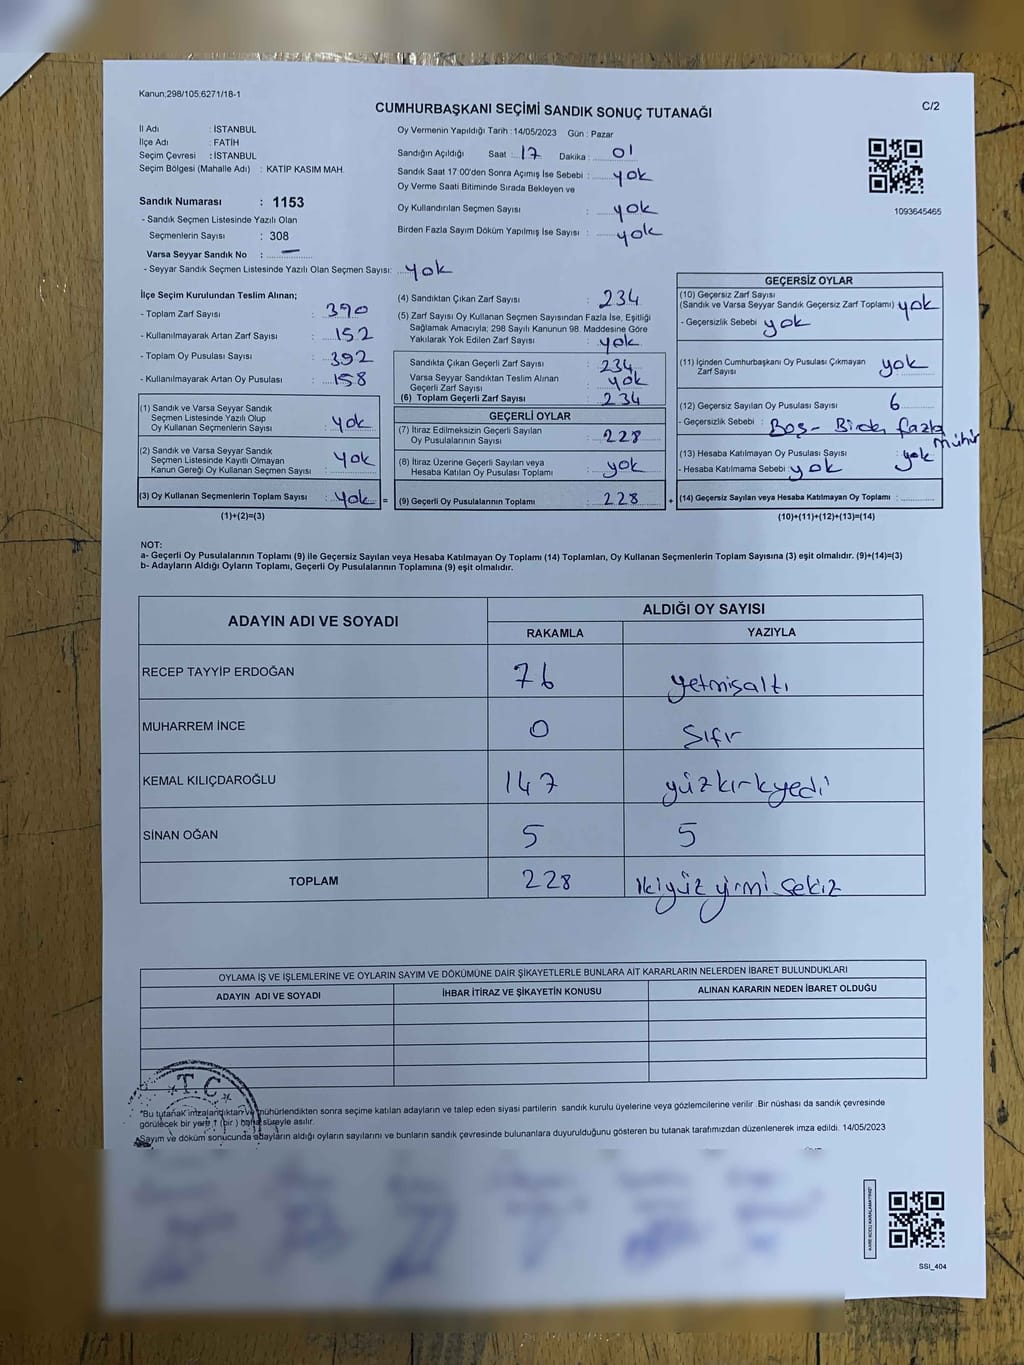 Kanun;298/105;6271/18-1
CUMHURBAŞKANI SEÇİMİ SANDIK SONUÇ TUTANAĞI
C/2
İl Adı : İSTANBUL
İlçe Adı : FATİH
Seçim Çevresi : İSTANBUL
Seçim Bölgesi (Mahalle Adı) : KATİP KASIM MAH.
Sandık Numarası : 1153
- Sandık Seçmen Listesinde Yazılı Olan
Seçmenlerin Sayısı : 308
Varsa Seyyar Sandık No : —
- Seyyar Sandık Seçmen Listesinde Yazılı Olan Seçmen Sayısı: yok
Oy Vermenin Yapıldığı Tarih :14/05/2023 Gün : Pazar
Sandığın Açıldığı Saat : 17 Dakika : 01
Sandık Saat 17:00'den Sonra Açımış İse Sebebi : yok
Oy Verme Saati Bitiminde Sırada Bekleyen ve
Oy Kullandırılan Seçmen Sayısı : yok
Birden Fazla Sayım Döküm Yapılmış İse Sayısı : yok
1093645465
İlçe Seçim Kurulundan Teslim Alınan;
- Toplam Zarf Sayısı : 390
- Kullanılmayarak Artan Zarf Sayısı : 152
- Toplam Oy Pusulası Sayısı : 392
- Kullanılmayarak Artan Oy Pusulası : 158
(1) Sandık ve Varsa Seyyar Sandık
Seçmen Listesinde Yazılı Olup
Oy Kullanan Seçmenlerin Sayısı : yok
(2) Sandık ve Varsa Seyyar Sandık
Seçmen Listesinde Kayıtlı Olmayan
Kanun Gereği Oy Kullanan Seçmen Sayısı : yok
(3) Oy Kullanan Seçmenlerin Toplam Sayısı : yok =
(1)+(2)=(3)
(4) Sandıktan Çıkan Zarf Sayısı : 234
(5) Zarf Sayısı Oy Kullanan Seçmen Sayısından Fazla İse, Eşitliği
Sağlamak Amacıyla; 298 Sayılı Kanunun 98. Maddesine Göre
Yakılarak Yok Edilen Zarf Sayısı : yok
Sandıkta Çıkan Geçerli Zarf Sayısı : 234
Varsa Seyyar Sandıktan Teslim Alınan
Geçerli Zarf Sayısı : yok
(6) Toplam Geçerli Zarf Sayısı : 234
GEÇERLİ OYLAR
(7) İtiraz Edilmeksizin Geçerli Sayılan
Oy Pusulalarının Sayısı : 228
(8) İtiraz Üzerine Geçerli Sayılan veya
Hesaba Katılan Oy Pusulası Toplamı : yok
(9) Geçerli Oy Pusulalarının Toplamı : 228 +
GEÇERSİZ OYLAR
(10) Geçersiz Zarf Sayısı
(Sandık ve Varsa Seyyar Sandık Geçersiz Zarf Toplamı) yok
- Geçersizlik Sebebi : yok
(11) İçinden Cumhurbaşkanı Oy Pusulası Çıkmayan
Zarf Sayısı : yok
(12) Geçersiz Sayılan Oy Pusulası Sayısı : 6
- Geçersizlik Sebebi : Boş - Birden fazla mühür
(13) Hesaba Katılmayan Oy Pusulası Sayısı : yok
- Hesaba Katılmama Sebebi : yok
(14) Geçersiz Sayılan veya Hesaba Katılmayan Oy Toplamı :
(10)+(11)+(12)+(13)=(14)
NOT:
a- Geçerli Oy Pusulalarının Toplamı (9) ile Geçersiz Sayılan veya Hesaba Katılmayan Oy Toplamı (14) Toplamları, Oy Kullanan Seçmenlerin Toplam Sayısına (3) eşit olmalıdır. (9)+(14)=(3)
b- Adayların Aldığı Oyların Toplamı, Geçerli Oy Pusulalarının Toplamına (9) eşit olmalıdır.
ADAYIN ADI VE SOYADI
ALDIĞI OY SAYISI
RAKAMLA YAZIYLA
RECEP TAYYİP ERDOĞAN 76 yetmişaltı
MUHARREM İNCE 0 Sıfır
KEMAL KILIÇDAROĞLU 147 yüzkırkyedi
SİNAN OĞAN 5 5
TOPLAM 228 ikiyüz yirmi sekiz
OYLAMA İŞ VE İŞLEMLERİNE VE OYLARIN SAYIM VE DÖKÜMÜNE DAİR ŞİKAYETLERLE BUNLARA AİT KARARLARIN NELERDEN İBARET BULUNDUKLARI
ADAYIN ADI VE SOYADI İHBAR İTİRAZ VE ŞİKAYETİN KONUSU ALINAN KARARIN NEDEN İBARET OLDUĞU
T.C
*Bu tutanak imzalandıktan ve mühürlendikten sonra seçime katılan adayların ve talep eden siyasi partilerin sandık kurulu üyelerine veya gözlemcilerine verilir .Bir nüshası da sandık çevresinde
görülecek bir yere 1 (bir ) hafta süreyle asılır.
Sayım ve döküm sonucunda adayların aldığı oyların sayılarını ve bunların sandık çevresinde bulunanlara duyurulduğunu gösteren bu tutanak tarafımızdan düzenlenerek imza edildi. 14/05/2023
SSI_404